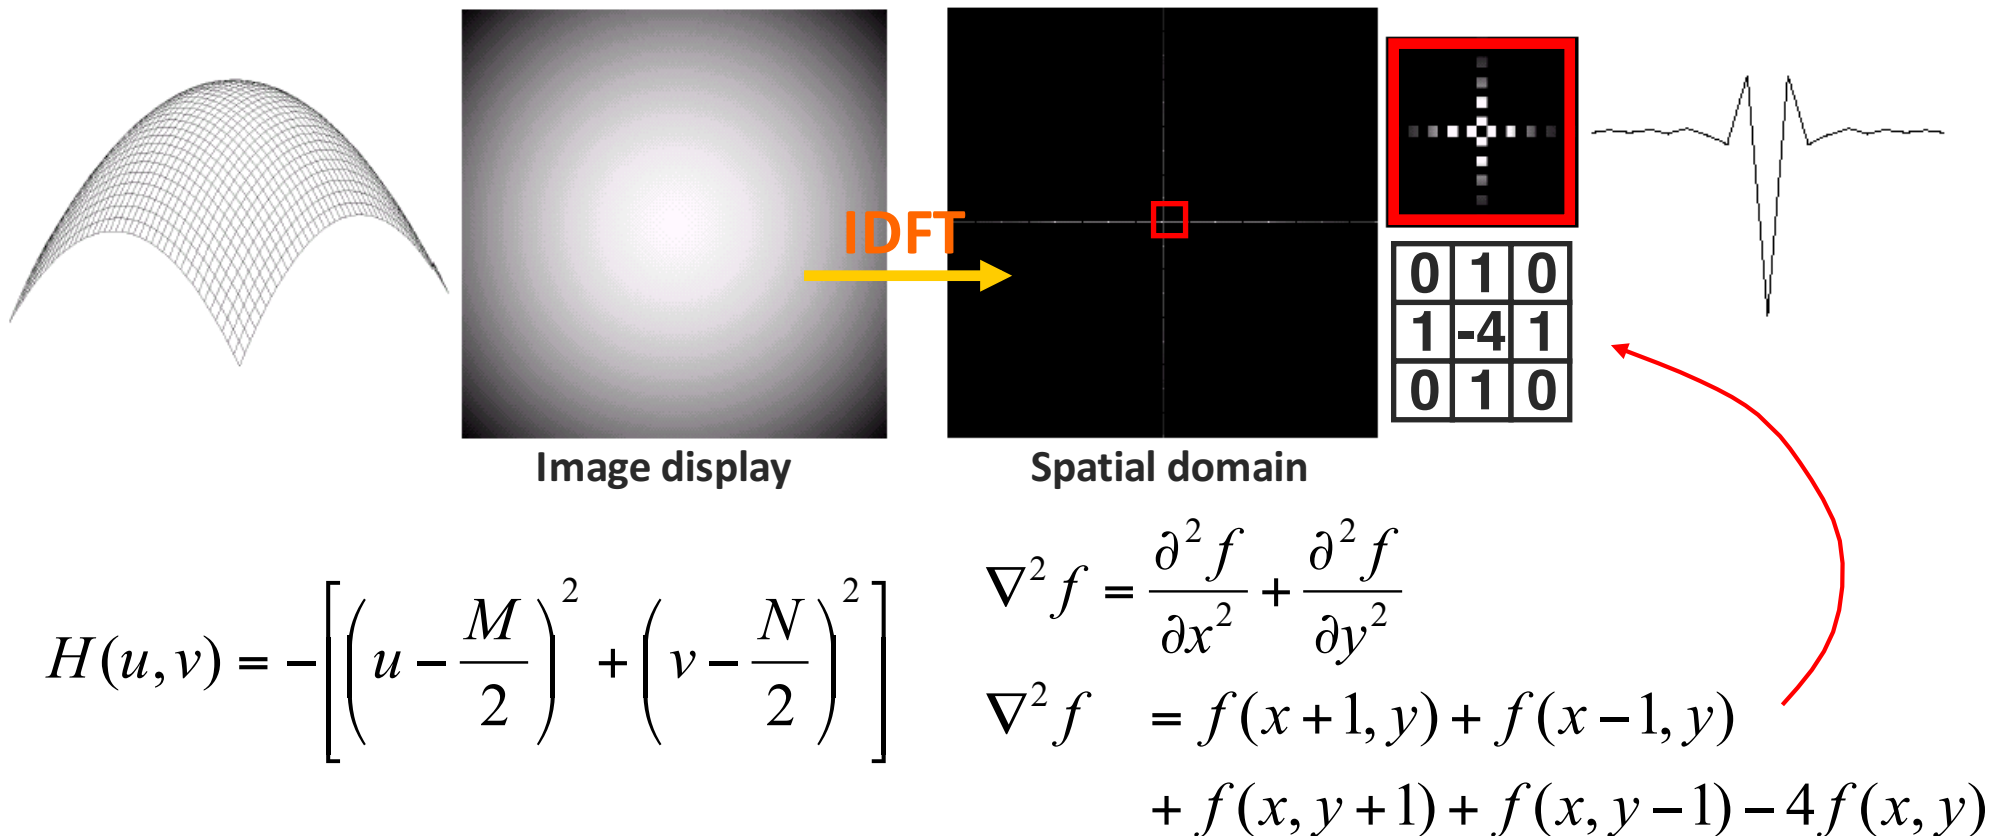 IDFT
0 1 0
1 -4 1
0 1 0
Image display
Spatial domain
H(u,v) = −[(u − M/2)² + (v − N/2)²]
∇²f = ∂²f/∂x² + ∂²f/∂y²
∇²f = f(x+1,y) + f(x−1,y)
+ f(x,y+1) + f(x,y−1) − 4f(x,y)